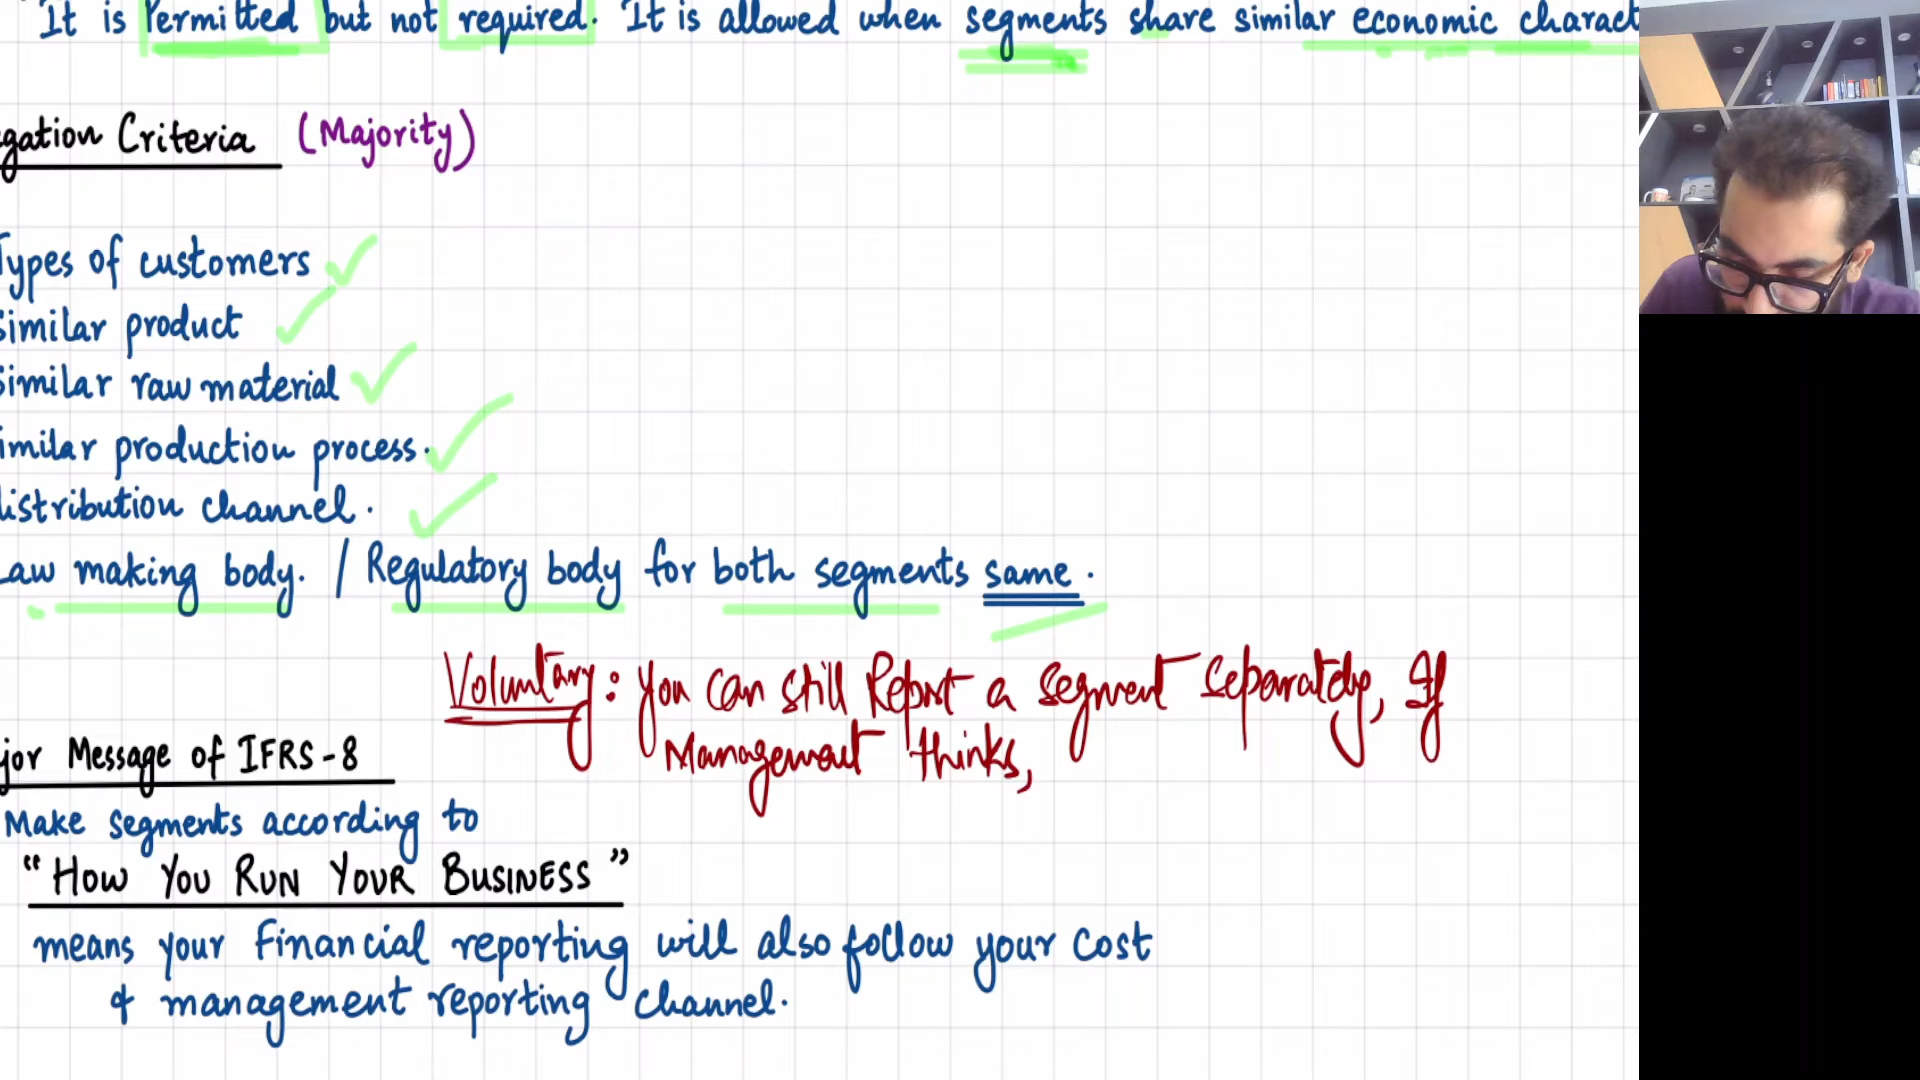 It is Permitted but not required. It is allowed when segments share similar economic charact
gation Criteria (Majority)
Types of customers
Similar product
Similar raw material
imilar production process.
distribution channel.
Law making body. / Regulatory body for both segments same.
Voluntary: You can still Report a segment separately, If
Management thinks,
jor Message of IFRS-8
Make segments according to
"HOW YOU RUN YOUR BUSINESS"
means your Financial reporting will also follow your cost
& management reporting channel.